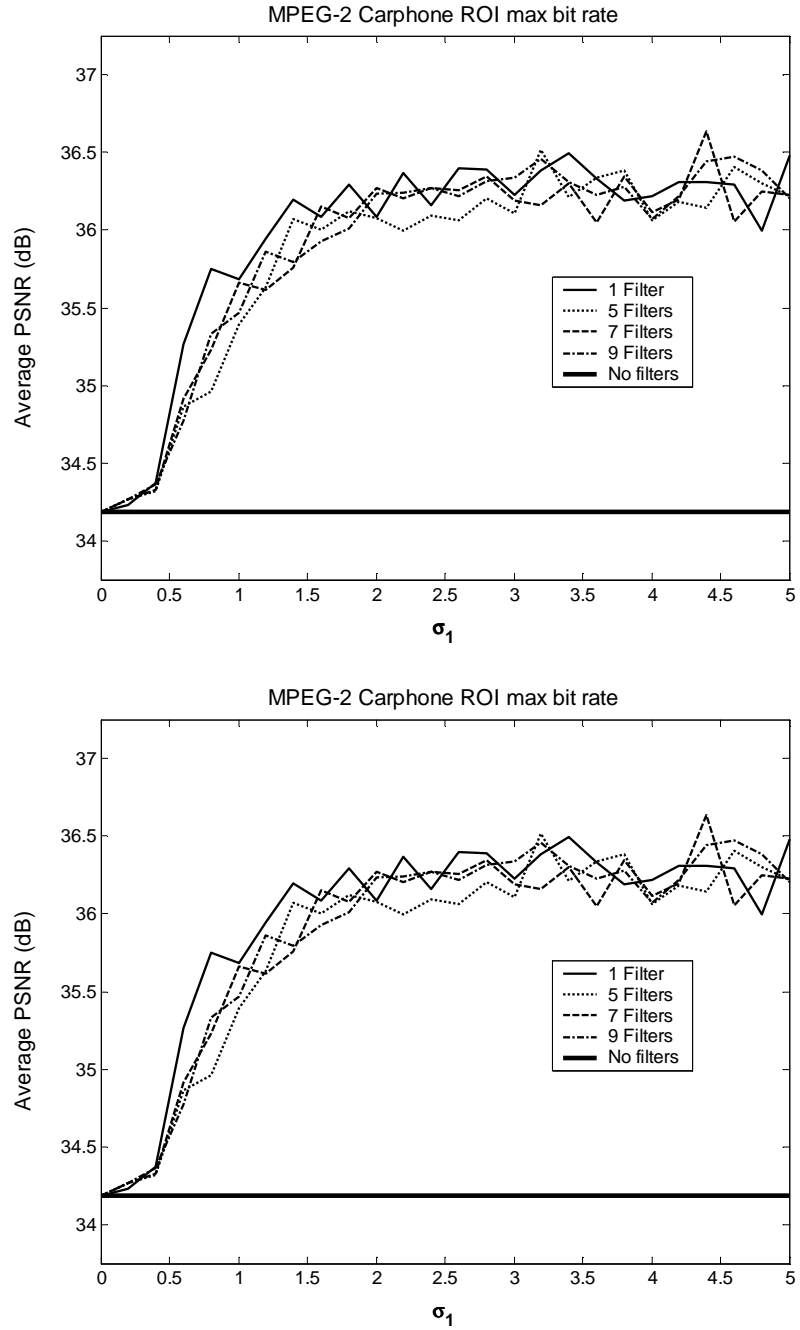 MPEG-2 Carphone ROI max bit rate
37
36.5
36
35.5
35
34.5
34
Average PSNR (dB)
1 Filter
5 Filters
7 Filters
9 Filters
No filters
0 0.5 1 1.5 2 2.5 3 3.5 4 4.5 5
σ1
MPEG-2 Carphone ROI max bit rate
37
36.5
36
35.5
35
34.5
34
Average PSNR (dB)
1 Filter
5 Filters
7 Filters
9 Filters
No filters
0 0.5 1 1.5 2 2.5 3 3.5 4 4.5 5
σ1